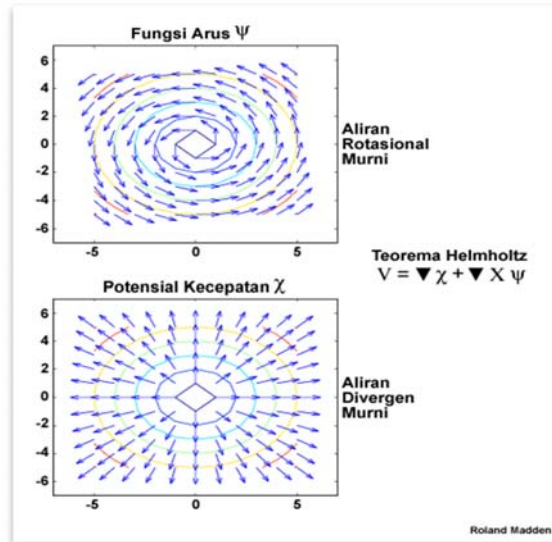 Fungsi Arus Ψ
6
4
2
0
-2
-4
-6
-5
0
5
Aliran
Rotasional
Murni
Teorema Helmholtz
V = ▼ χ + ▼ X ψ
Potensial Kecepatan χ
6
4
2
0
-2
-4
-6
-5
0
5
Aliran
Divergen
Murni
Roland Madden